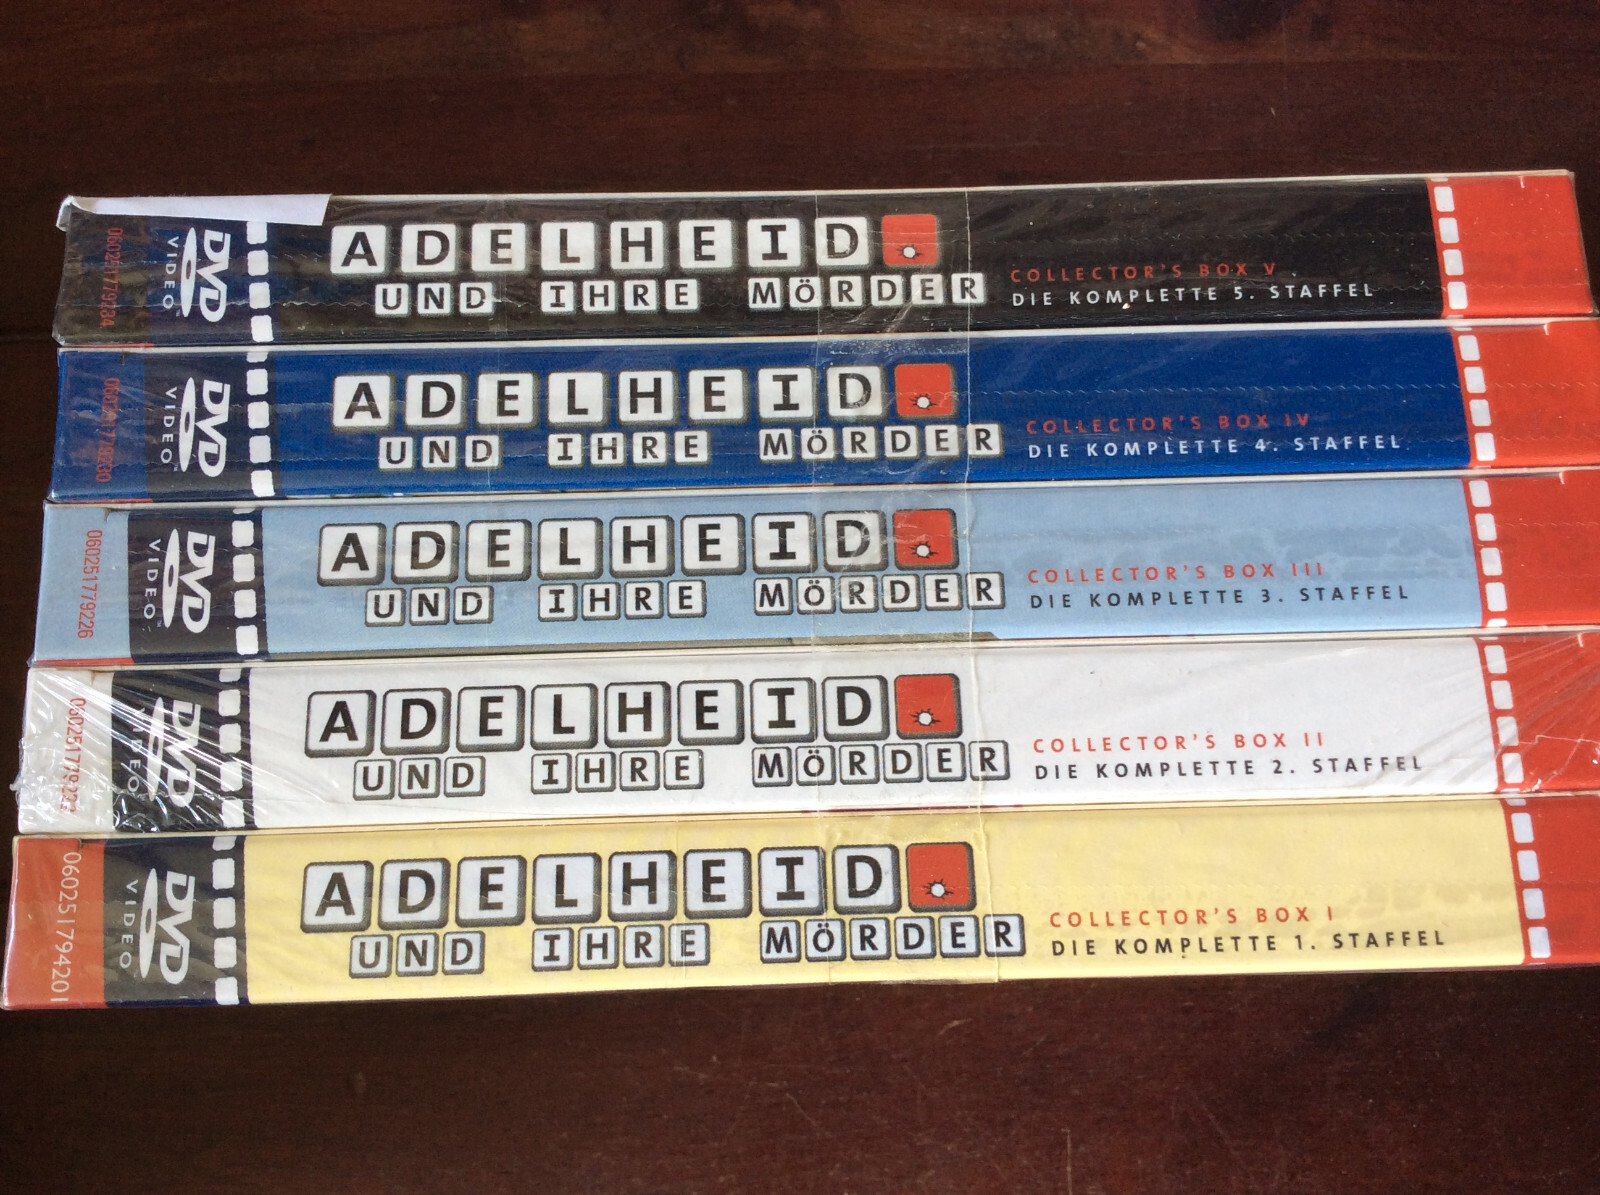 060251779234
DVD
VIDEO
ADELHEID
UND IHRE MÖRDER
COLLECTOR'S BOX V
DIE KOMPLETTE 5. STAFFEL
DVD
VIDEO
ADELHEID
UND IHRE MÖRDER
COLLECTOR'S BOX IV
DIE KOMPLETTE 4. STAFFEL
060251779226
DVD
VIDEO
ADELHEID
UND IHRE MÖRDER
COLLECTOR'S BOX III
DIE KOMPLETTE 3. STAFFEL
DVD
VIDEO
ADELHEID
UND IHRE MÖRDER
COLLECTOR'S BOX II
DIE KOMPLETTE 2. STAFFEL
060251794201
DVD
VIDEO
ADELHEID
UND IHRE MÖRDER
COLLECTOR'S BOX I
DIE KOMPLETTE 1. STAFFEL